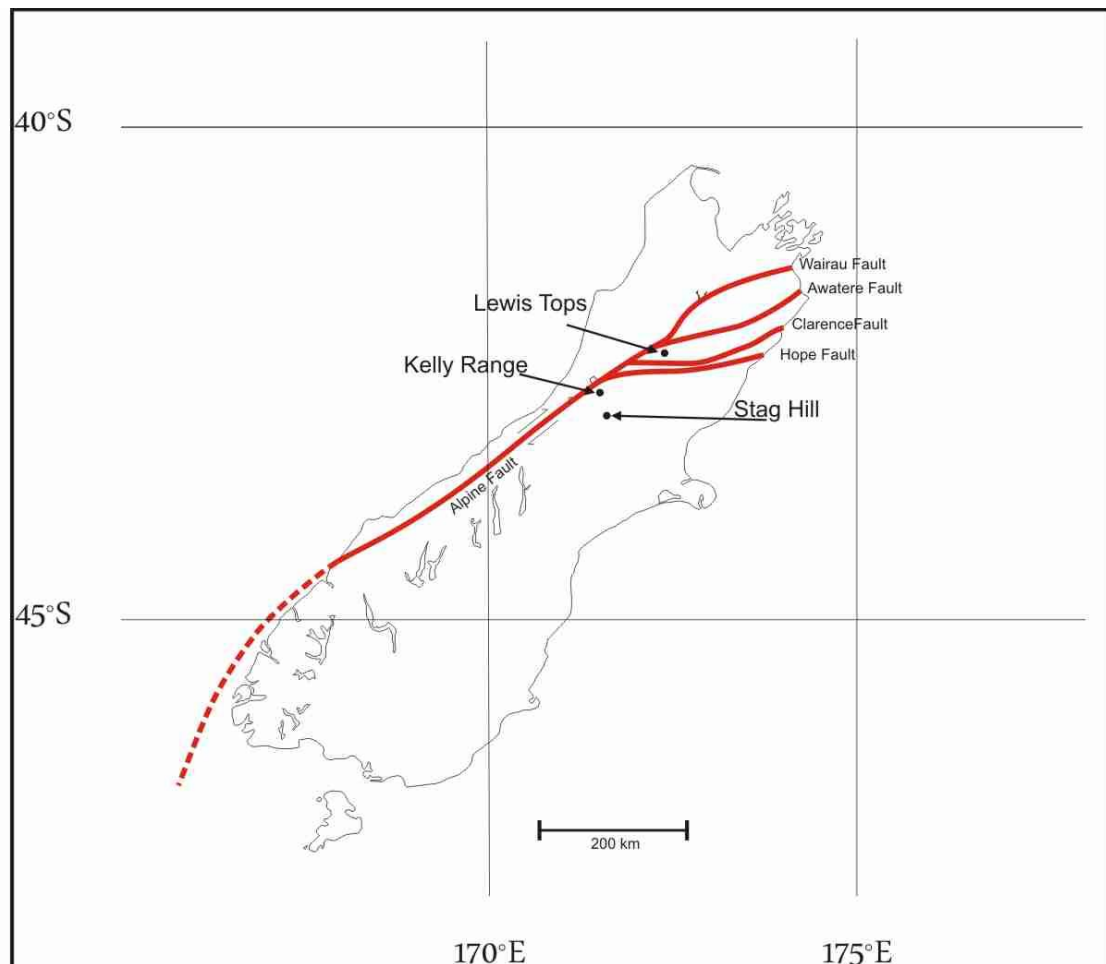 40°S
Wairau Fault
Awatere Fault
Lewis Tops
ClarenceFault
Hope Fault
Kelly Range
Stag Hill
Alpine Fault
45°S
200 km
170°E
175°E